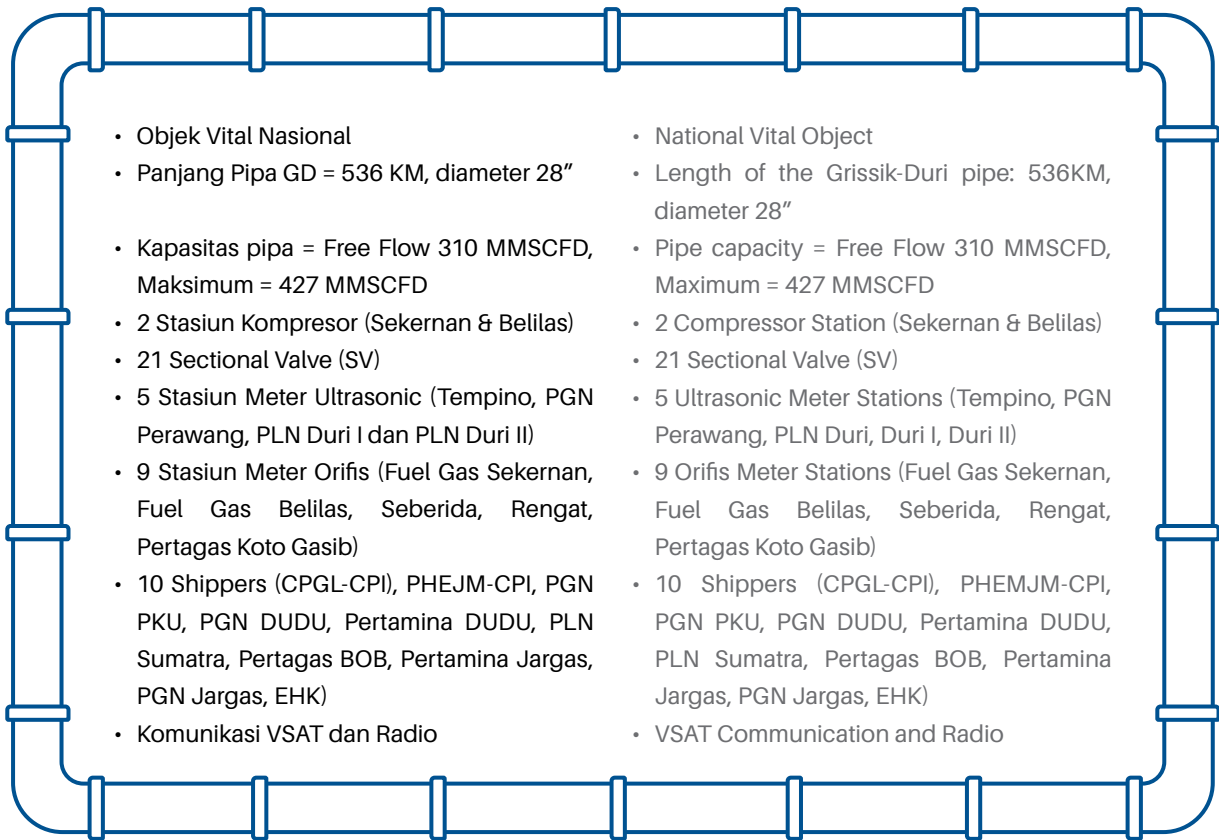 • Objek Vital Nasional
• Panjang Pipa GD = 536 KM, diameter 28"
• Kapasitas pipa = Free Flow 310 MMSCFD,
Maksimum = 427 MMSCFD
• 2 Stasiun Kompresor (Sekernan & Belilas)
• 21 Sectional Valve (SV)
• 5 Stasiun Meter Ultrasonic (Tempino, PGN
Perawang, PLN Duri I dan PLN Duri II)
• 9 Stasiun Meter Orifis (Fuel Gas Sekernan,
Fuel Gas Belilas, Seberida, Rengat,
Pertagas Koto Gasib)
• 10 Shippers (CPGL-CPI), PHEJM-CPI, PGN
PKU, PGN DUDU, Pertamina DUDU, PLN
Sumatra, Pertagas BOB, Pertamina Jargas,
PGN Jargas, EHK)
• Komunikasi VSAT dan Radio
• National Vital Object
• Length of the Grissik-Duri pipe: 536KM,
diameter 28"
• Pipe capacity = Free Flow 310 MMSCFD,
Maximum = 427 MMSCFD
• 2 Compressor Station (Sekernan & Belilas)
• 21 Sectional Valve (SV)
• 5 Ultrasonic Meter Stations (Tempino, PGN
Perawang, PLN Duri, Duri I, Duri II)
• 9 Orifis Meter Stations (Fuel Gas Sekernan,
Fuel Gas Belilas, Seberida, Rengat,
Pertagas Koto Gasib)
• 10 Shippers (CPGL-CPI), PHEMJM-CPI,
PGN PKU, PGN DUDU, Pertamina DUDU,
PLN Sumatra, Pertagas BOB, Pertamina
Jargas, PGN Jargas, EHK)
• VSAT Communication and Radio